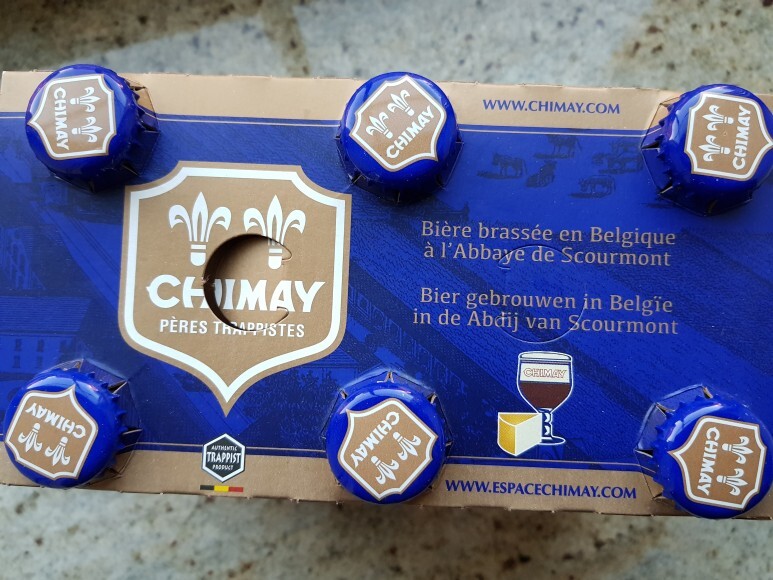 CHIMAY
CHIMAY
CHIMAY
WWW.CHIMAY.COM
CHIMAY
PÈRES TRAPPISTES
Bière brassée en Belgique
à l'Abbaye de Scourmont
Bier gebrouwen in Belgïe
in de Abdij van Scourmont
CHIMAY
AUTHENTIC
TRAPPIST
PRODUCT
WWW.ESPACECHIMAY.COM
CHIMAY
CHIMAY
CHIMAY